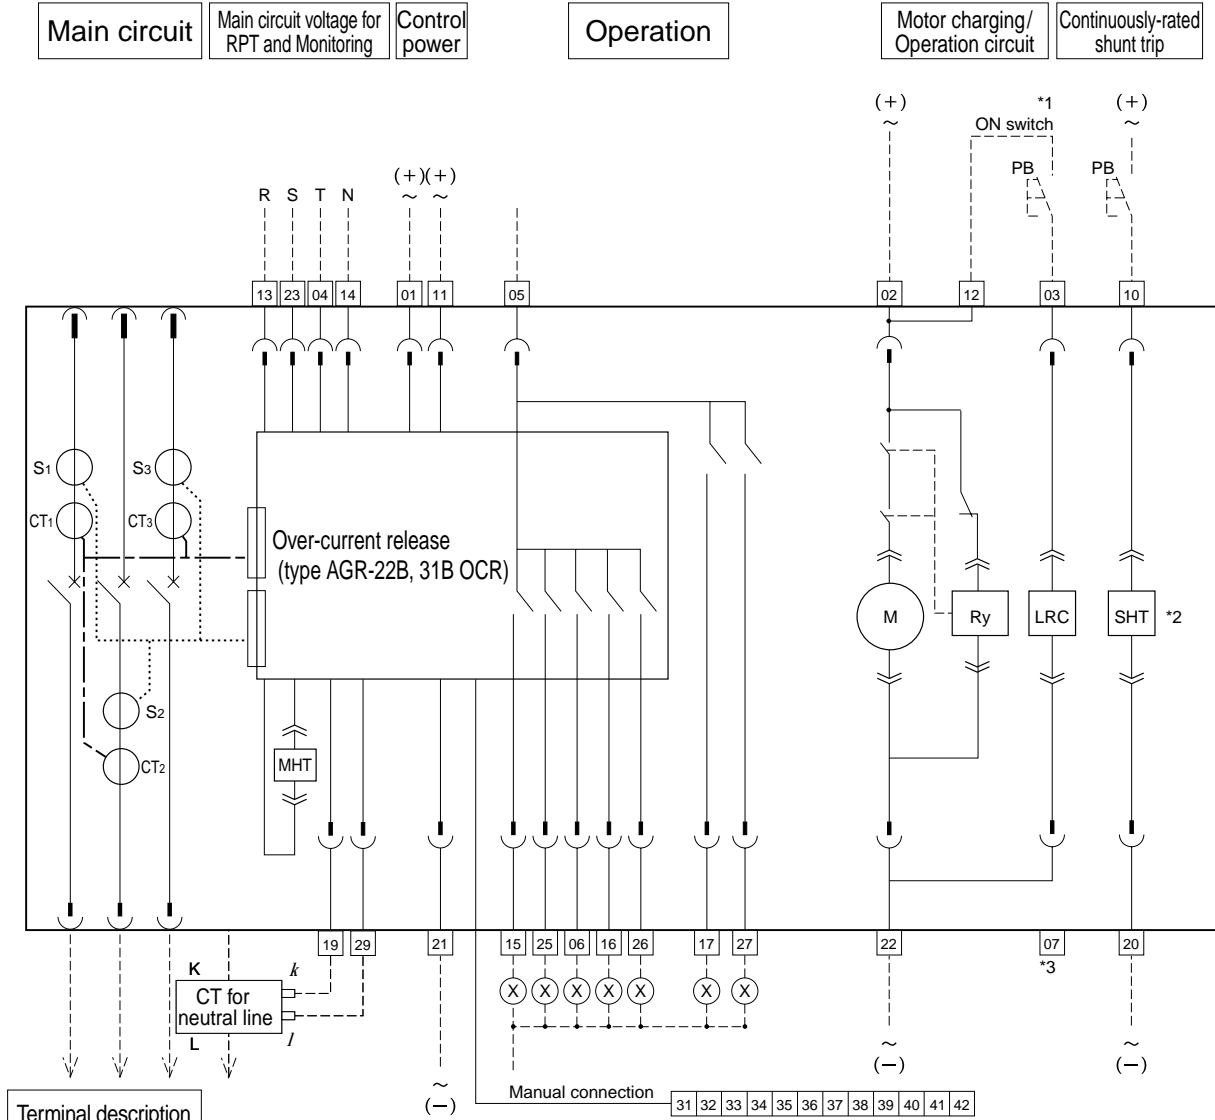 Main circuit
Main circuit voltage for
RPT and Monitoring
Control
power
Operation
Motor charging/
Operation circuit
Continuously-rated
shunt trip
(+)
~
*1
ON switch
(+)
~
PB
PB
R S T N
(+)(+)
~ ~
13 23 04 14 01 11 05 02 12 03 10
S1
S3
CT1
CT3
Over-current release
(type AGR-22B, 31B OCR)
M
Ry
LRC
SHT
*2
S2
CT2
MHT
19 29 21 15 25 06 16 26 17 27 22 07 20
*3
K
k
CT for
neutral line
L
l
X X X X X X X
~
(−)
~
(−)
~
(−)
Manual connection
31 32 33 34 35 36 37 38 39 40 41 42
Terminal description